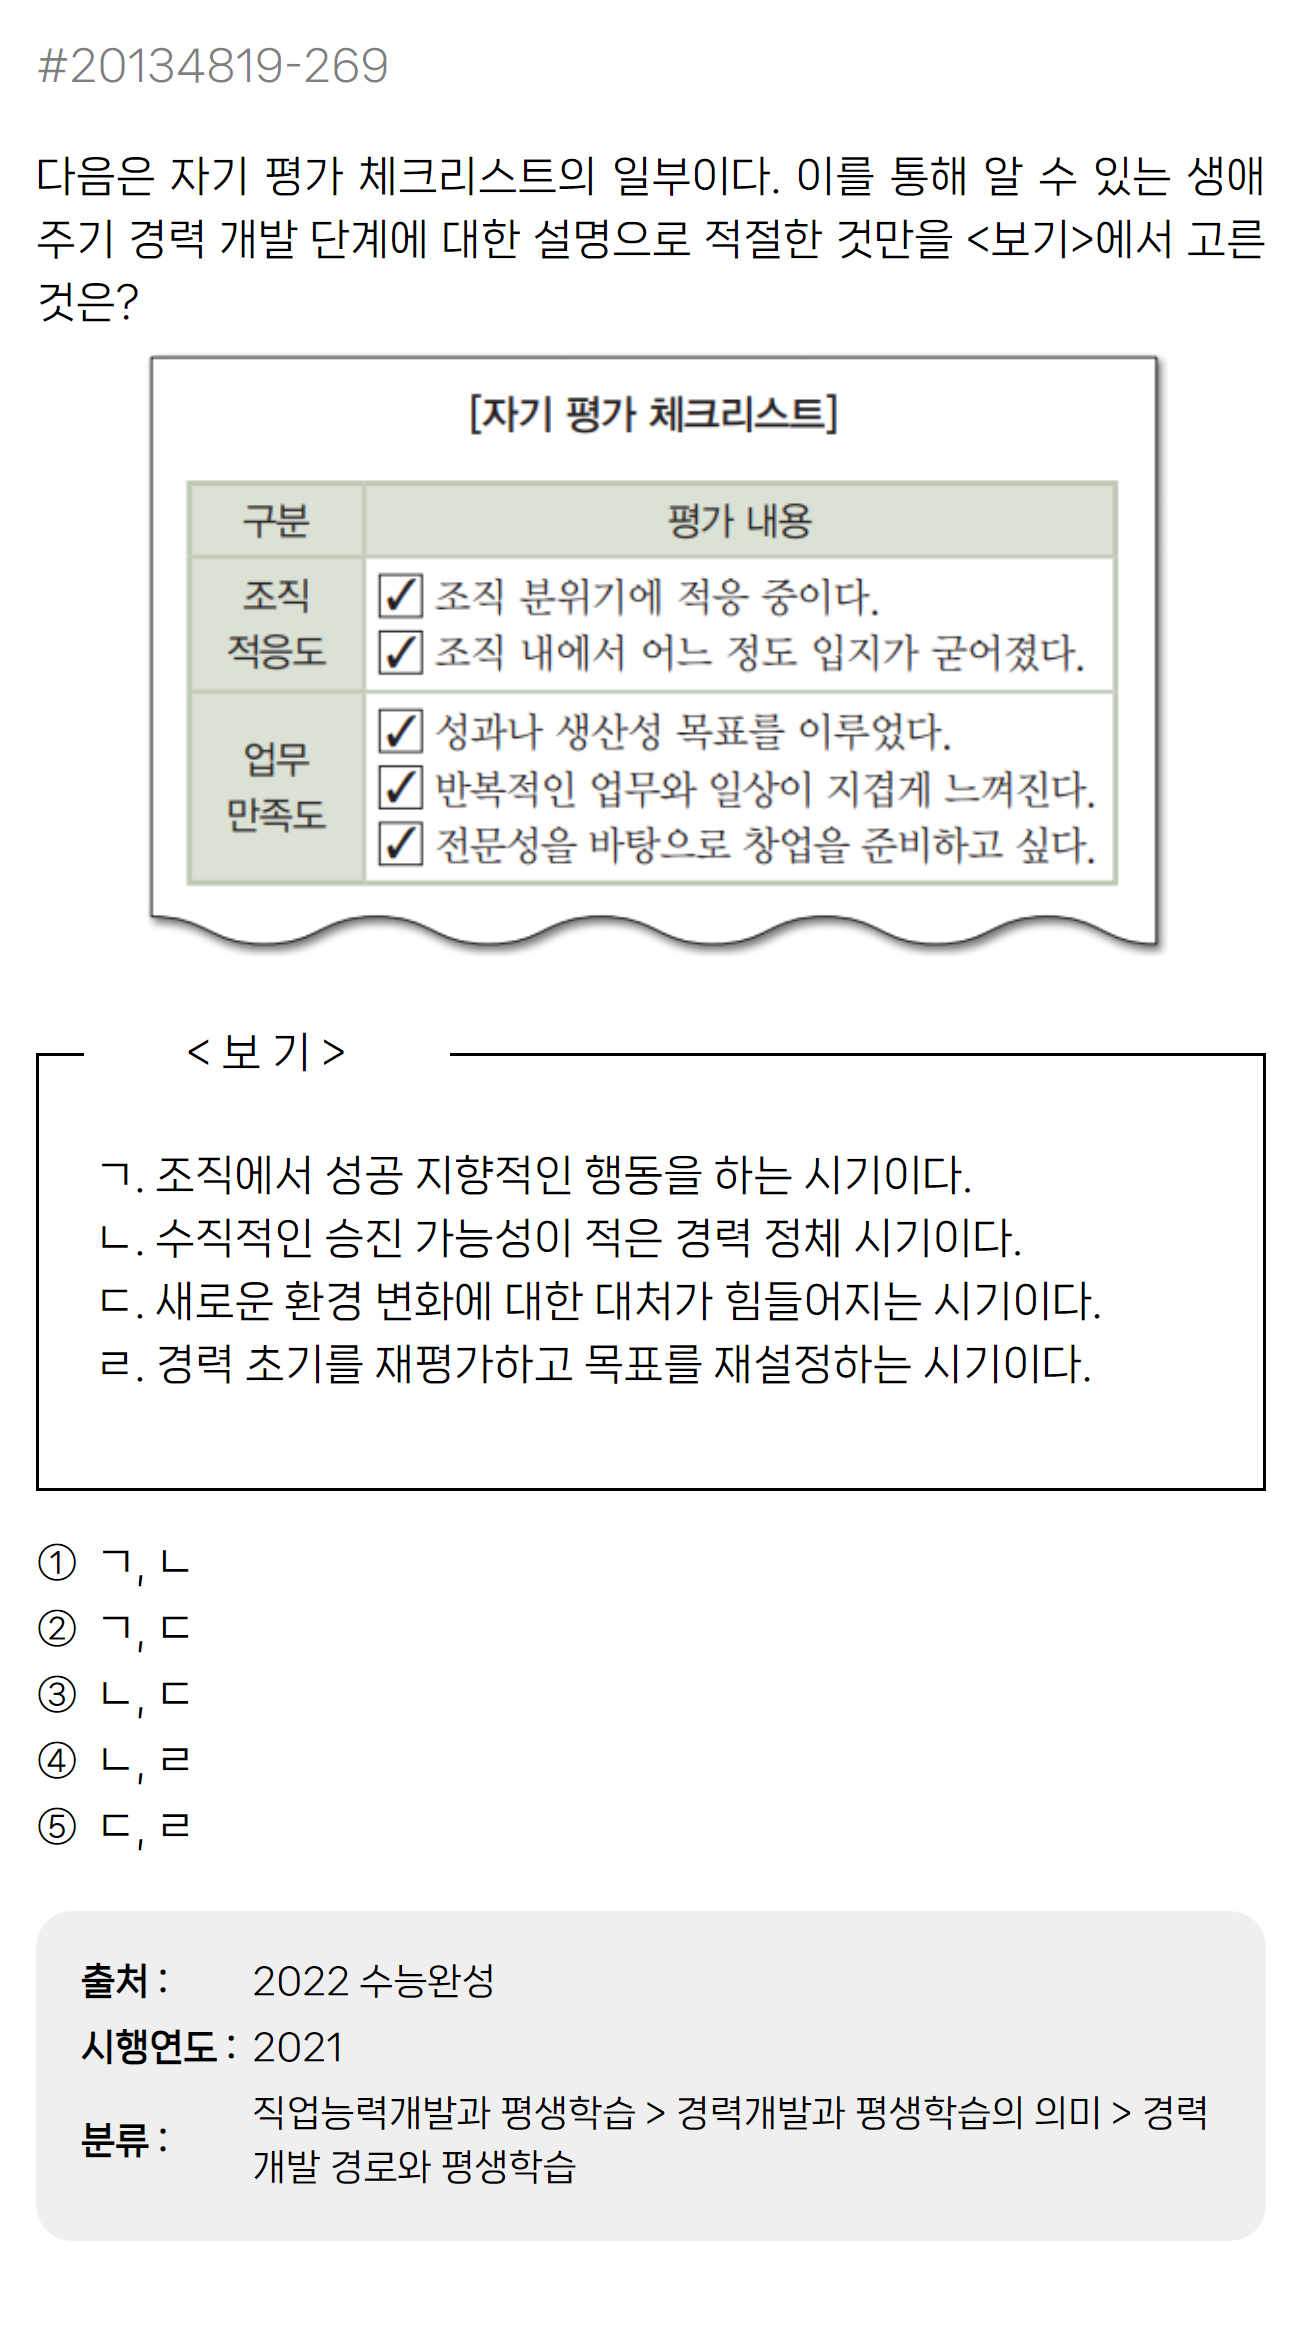 #20134819-269
다음은 자기 평가 체크리스트의 일부이다. 이를 통해 알 수 있는 생애
주기 경력 개발 단계에 대한 설명으로 적절한 것만을 <보기>에서 고른
것은?
[자기 평가 체크리스트]
구분 평가 내용
조직 적응도
☑ 조직 분위기에 적응 중이다.
☑ 조직 내에서 어느 정도 입지가 굳어졌다.
업무 만족도
☑ 성과나 생산성 목표를 이루었다.
☑ 반복적인 업무와 일상이 지겹게 느껴진다.
☑ 전문성을 바탕으로 창업을 준비하고 싶다.
< 보 기 >
ㄱ. 조직에서 성공 지향적인 행동을 하는 시기이다.
ㄴ. 수직적인 승진 가능성이 적은 경력 정체 시기이다.
ㄷ. 새로운 환경 변화에 대한 대처가 힘들어지는 시기이다.
ㄹ. 경력 초기를 재평가하고 목표를 재설정하는 시기이다.
① ㄱ, ㄴ
② ㄱ, ㄷ
③ ㄴ, ㄷ
④ ㄴ, ㄹ
⑤ ㄷ, ㄹ
출처 : 2022 수능완성
시행연도 : 2021
분류 : 직업능력개발과 평생학습 > 경력개발과 평생학습의 의미 > 경력
개발 경로와 평생학습